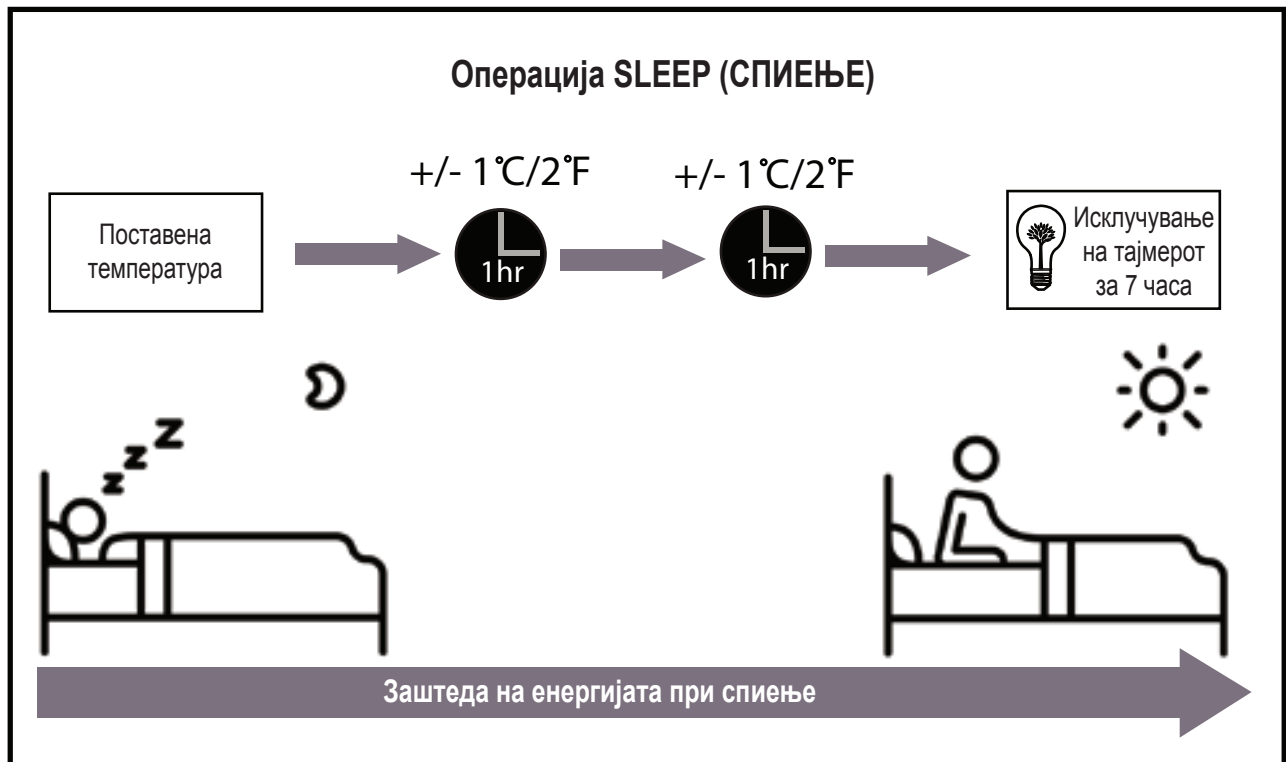 Операција SLEEP (СПИЕЊЕ)
+/- 1°C/2°F
+/- 1°C/2°F
Поставена
температура
1hr
1hr
Исклучување
на тајмерот
за 7 часа
z z Z
Заштеда на енергијата при спиење